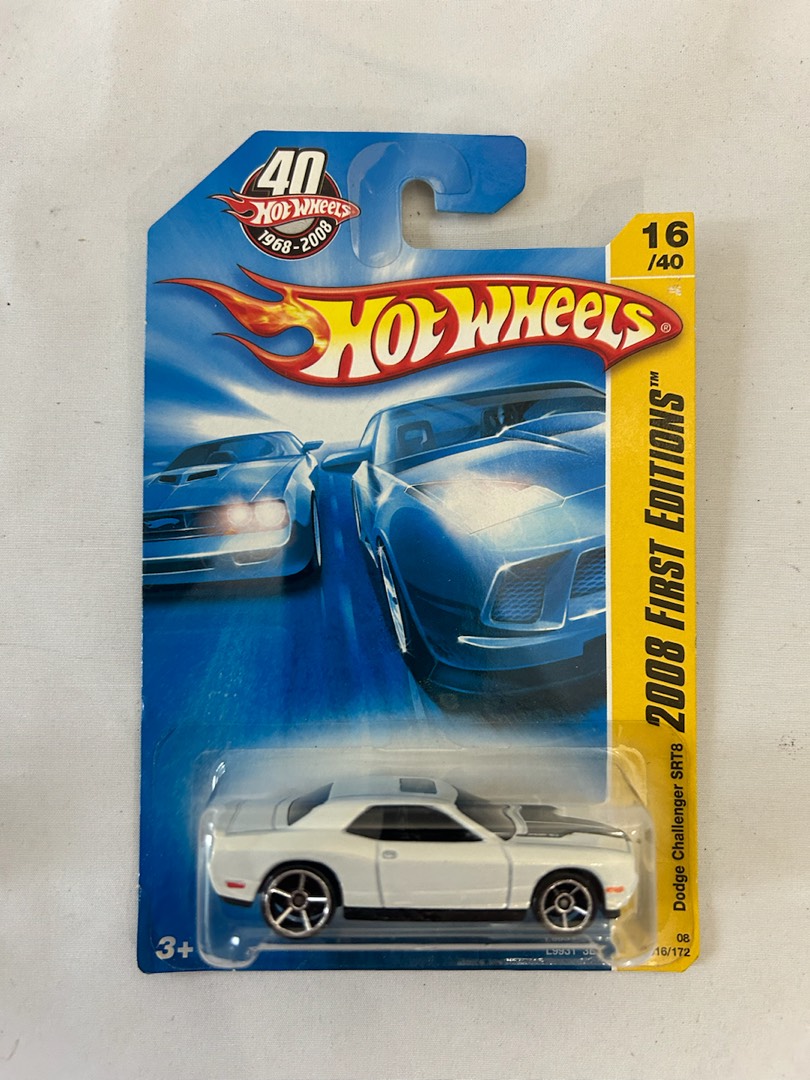 40
HOT WHEELS
1968-2008
16
/40
HOT WHEELS®
2008 FIRST EDITIONS™
Dodge Challenger SRT8
3+
08
16/172